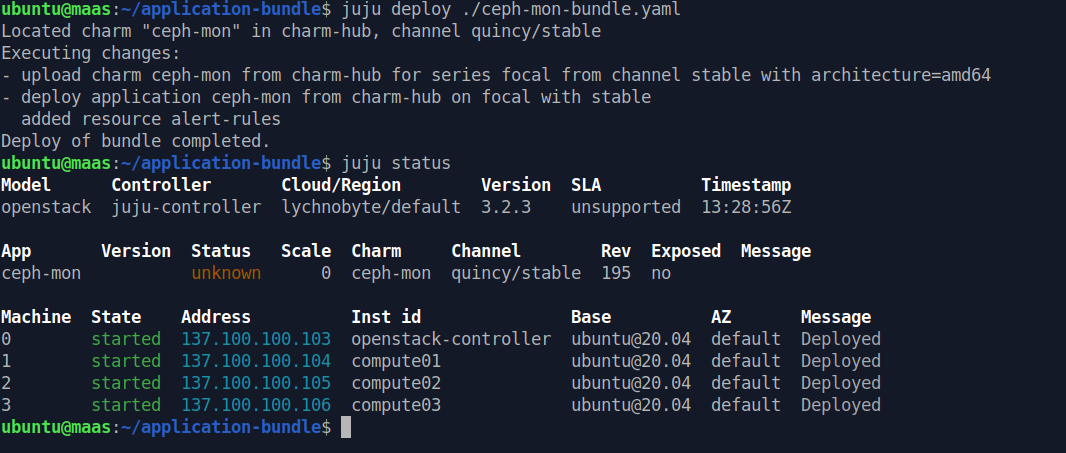 ubuntu@maas:~/application-bundle$ juju deploy ./ceph-mon-bundle.yaml
Located charm "ceph-mon" in charm-hub, channel quincy/stable
Executing changes:
- upload charm ceph-mon from charm-hub for series focal from channel stable with architecture=amd64
- deploy application ceph-mon from charm-hub on focal with stable
  added resource alert-rules
Deploy of bundle completed.
ubuntu@maas:~/application-bundle$ juju status
Model      Controller       Cloud/Region        Version  SLA          Timestamp
openstack  juju-controller  lychnobyte/default  3.2.3    unsupported  13:28:56Z

App       Version  Status   Scale  Charm     Channel        Rev  Exposed  Message
ceph-mon           unknown      0  ceph-mon  quincy/stable  195  no

Machine  State    Address          Inst id               Base          AZ       Message
0        started  137.100.100.103  openstack-controller  ubuntu@20.04  default  Deployed
1        started  137.100.100.104  compute01             ubuntu@20.04  default  Deployed
2        started  137.100.100.105  compute02             ubuntu@20.04  default  Deployed
3        started  137.100.100.106  compute03             ubuntu@20.04  default  Deployed
ubuntu@maas:~/application-bundle$